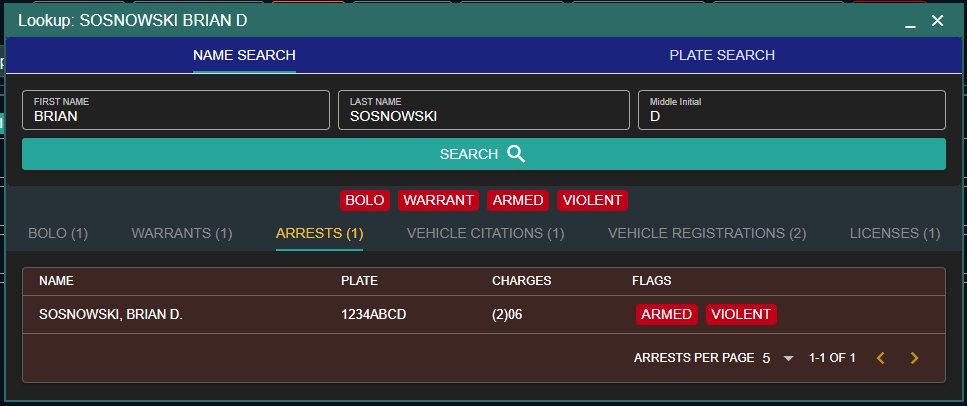 Lookup: SOSNOWSKI BRIAN D
NAME SEARCH PLATE SEARCH
FIRST NAME LAST NAME Middle Initial
BRIAN SOSNOWSKI D
SEARCH
BOLO WARRANT ARMED VIOLENT
BOLO (1) WARRANTS (1) ARRESTS (1) VEHICLE CITATIONS (1) VEHICLE REGISTRATIONS (2) LICENSES (1)
NAME PLATE CHARGES FLAGS
SOSNOWSKI, BRIAN D. 1234ABCD (2)06 ARMED VIOLENT
ARRESTS PER PAGE 5 1-1 OF 1